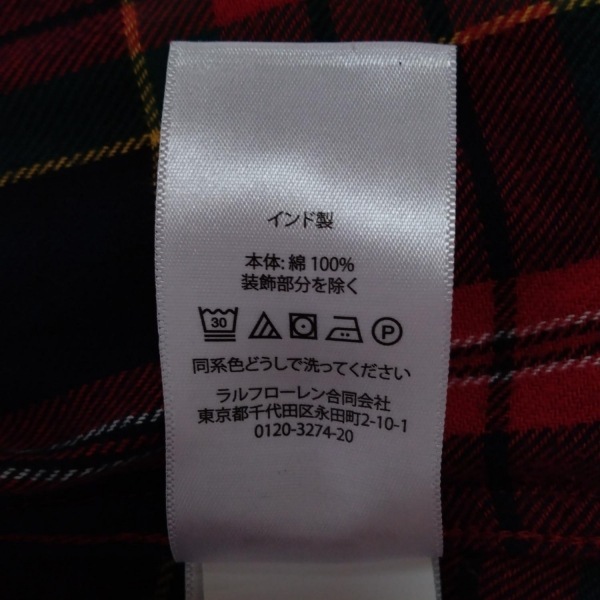 インド製
本体: 綿 100%
装飾部分を除く
30 P
同系色どうしで洗ってください
ラルフローレン合同会社
東京都千代田区永田町2-10-1
0120-3274-20